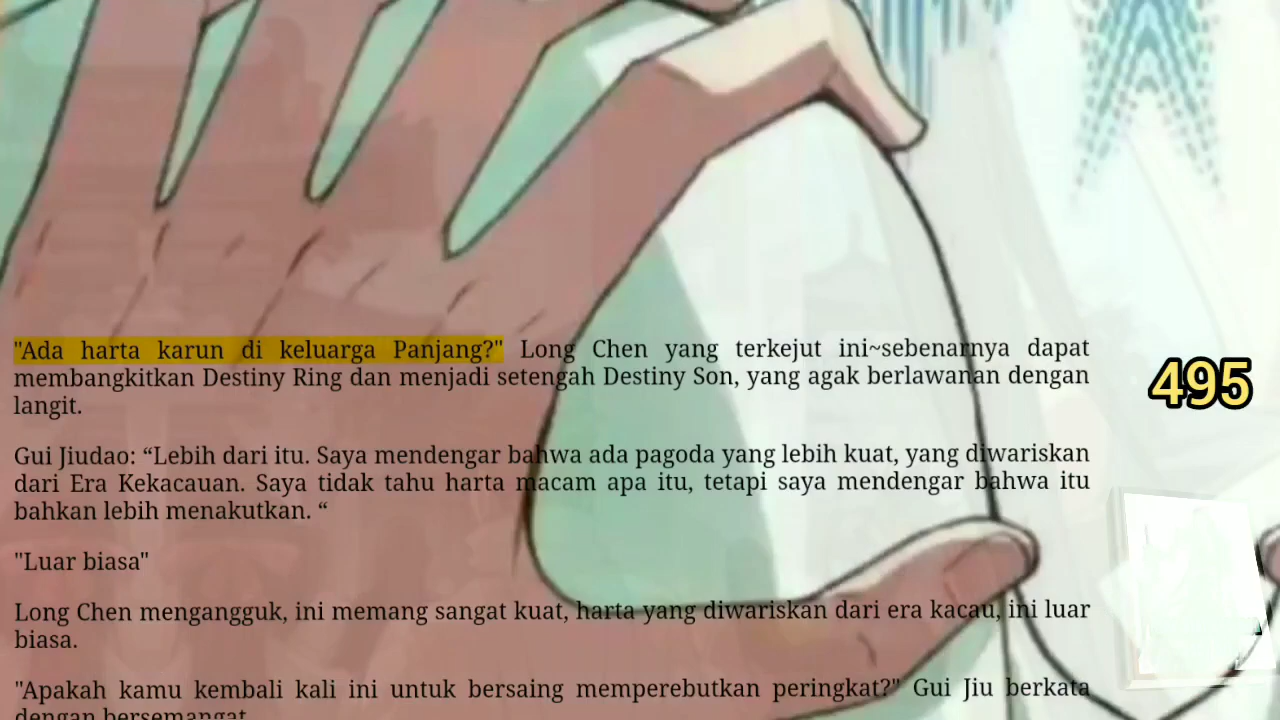 "Ada harta karun di keluarga Panjang?" Long Chen yang terkejut ini~sebenarnya dapat
membangkitkan Destiny Ring dan menjadi setengah Destiny Son, yang agak berlawanan dengan
langit.
495
Gui Jiudao: “Lebih dari itu. Saya mendengar bahwa ada pagoda yang lebih kuat, yang diwariskan
dari Era Kekacauan. Saya tidak tahu harta macam apa itu, tetapi saya mendengar bahwa itu
bahkan lebih menakutkan. “
"Luar biasa"
Long Chen mengangguk, ini memang sangat kuat, harta yang diwariskan dari era kacau, ini luar
biasa.
"Apakah kamu kembali kali ini untuk bersaing memperebutkan peringkat?" Gui Jiu berkata
dengan bersemangat